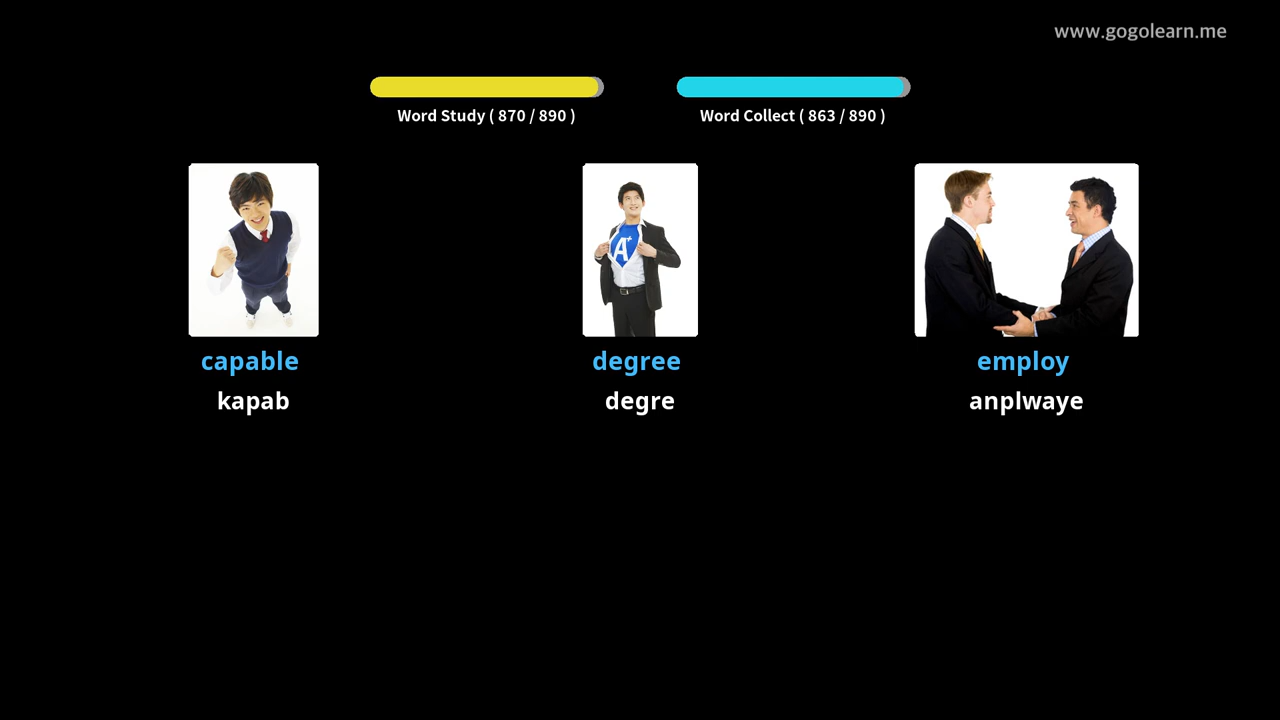 www.gogolearn.me
Word Study ( 870 / 890 )
Word Collect ( 863 / 890 )
A+
capable
degree
employ
kapab
degre
anplwaye